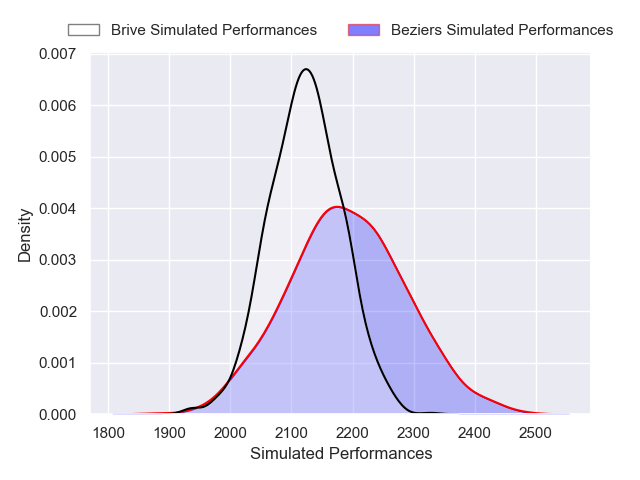 Brive Simulated Performances
Beziers Simulated Performances
0.007
0.006
0.005
0.004
0.003
0.002
0.001
0.000
Density
1800 1900 2000 2100 2200 2300 2400 2500
Simulated Performances